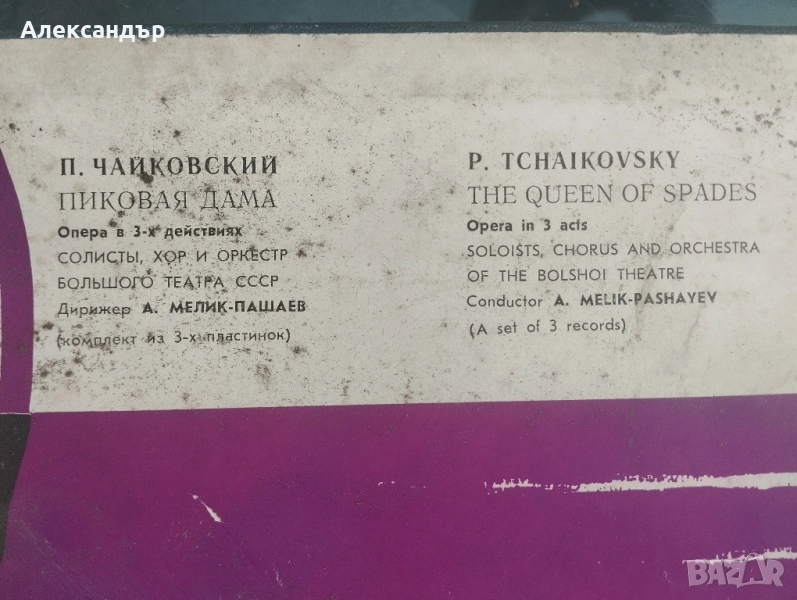 Александър
П. ЧАЙКОВСКИЙ
ПИКОВАЯ ДАМА
Опера в 3-х действиях
СОЛИСТЫ, ХОР И ОРКЕСТР
БОЛЬШОГО ТЕАТРА СССР
Дирижер А. МЕЛИК-ПАШАЕВ
(комплект из 3-х пластинок)
P. TCHAIKOVSKY
THE QUEEN OF SPADES
Opera in 3 acts
SOLOISTS, CHORUS AND ORCHESTRA
OF THE BOLSHOI THEATRE
Conductor A. MELIK-PASHAYEV
(A set of 3 records)
BAZAR